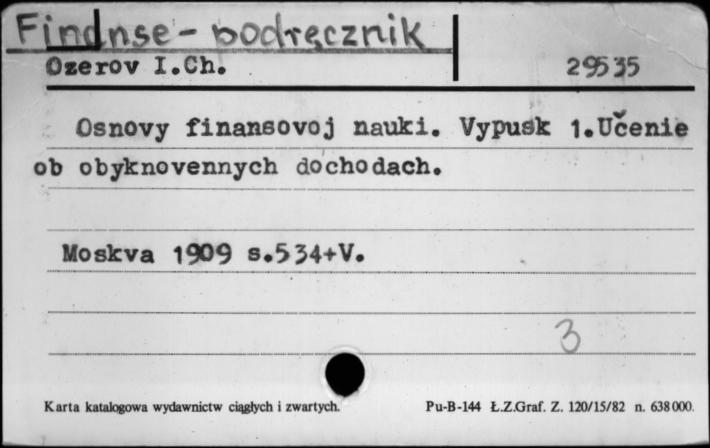 Finanse - podręcznik
Ozerov I.Ch.
29535
Osnovy finansovoj nauki. Vypusk 1.Učenie
ob obyknovennych dochodach.
Moskva 1909 s.534+V.
3
Karta katalogowa wydawnictw ciągłych i zwartych.
Pu-B-144 Ł.Z.Graf. Z. 120/15/82 n. 638000.